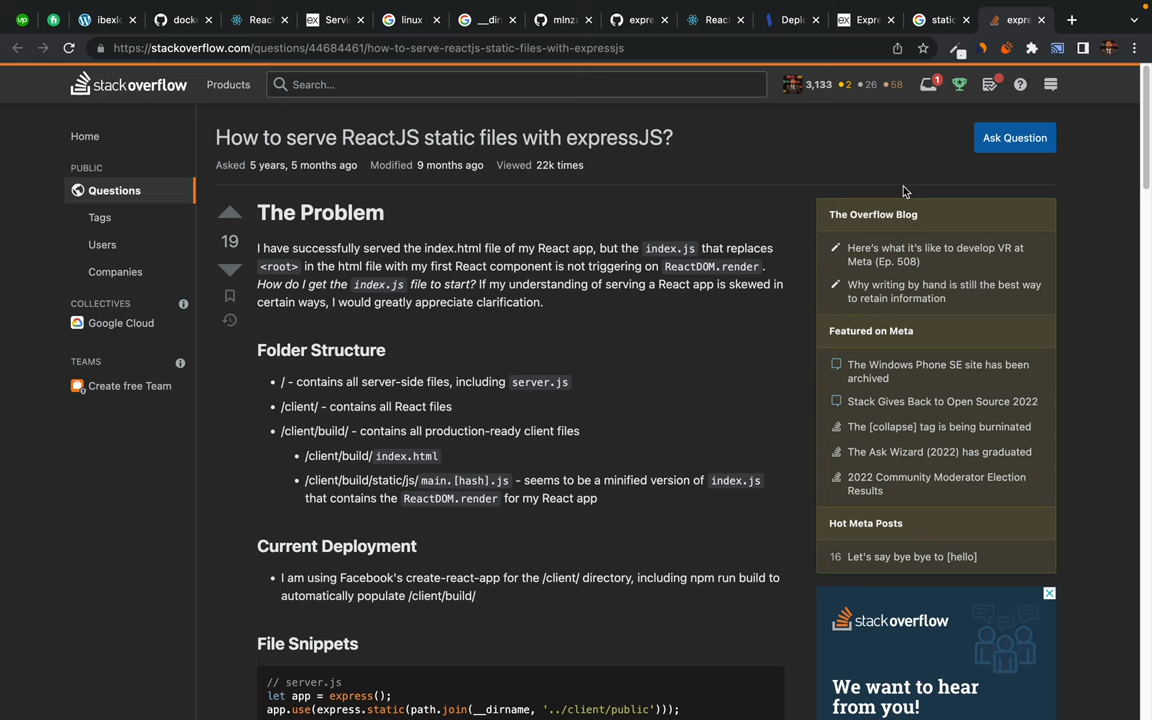 ibexlo
docke
React
Servi
linux
__din
mlnza
expre
React
Deplo
Expre
static
expre
https://stackoverflow.com/questions/44684461/how-to-serve-reactjs-static-files-with-expressjs
stackoverflow
Products
Search...
3,133
2
26
58
1
Home
PUBLIC
Questions
Tags
Users
Companies
COLLECTIVES
Google Cloud
TEAMS
Create free Team
How to serve ReactJS static files with expressJS?
Ask Question
Asked 5 years, 5 months ago Modified 9 months ago Viewed 22k times
19
The Problem
I have successfully served the index.html file of my React app, but the index.js that replaces
<root> in the html file with my first React component is not triggering on ReactDOM.render.
How do I get the index.js file to start? If my understanding of serving a React app is skewed in
certain ways, I would greatly appreciate clarification.
Folder Structure
• / - contains all server-side files, including server.js
• /client/ - contains all React files
• /client/build/ - contains all production-ready client files
• /client/build/ index.html
• /client/build/static/js/ main.[hash].js - seems to be a minified version of index.js
that contains the ReactDOM.render for my React app
Current Deployment
• I am using Facebook's create-react-app for the /client/ directory, including npm run build to
automatically populate /client/build/
File Snippets
// server.js
let app = express();
app.use(express.static(path.join(__dirname, '../client/public')));
The Overflow Blog
Here's what it's like to develop VR at
Meta (Ep. 508)
Why writing by hand is still the best way
to retain information
Featured on Meta
The Windows Phone SE site has been
archived
Stack Gives Back to Open Source 2022
The [collapse] tag is being burninated
The Ask Wizard (2022) has graduated
2022 Community Moderator Election
Results
Hot Meta Posts
16 Let's say bye bye to [hello]
stackoverflow
We want to hear
from you!